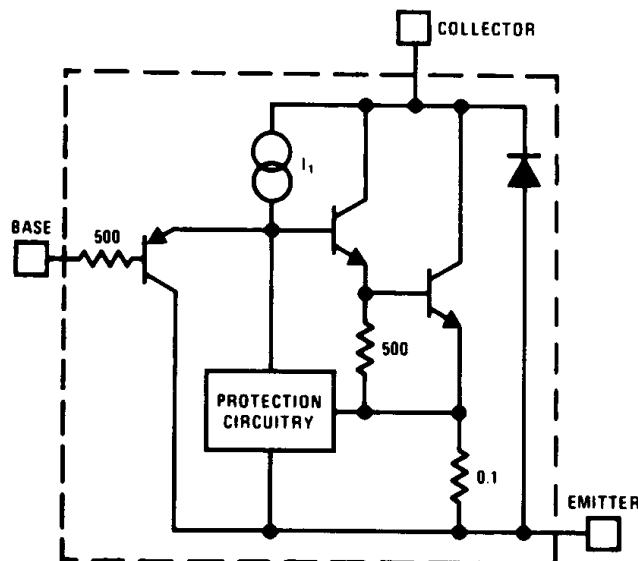 COLLECTOR
I₁
BASE
500
500
PROTECTION
CIRCUITRY
0.1
EMITTER